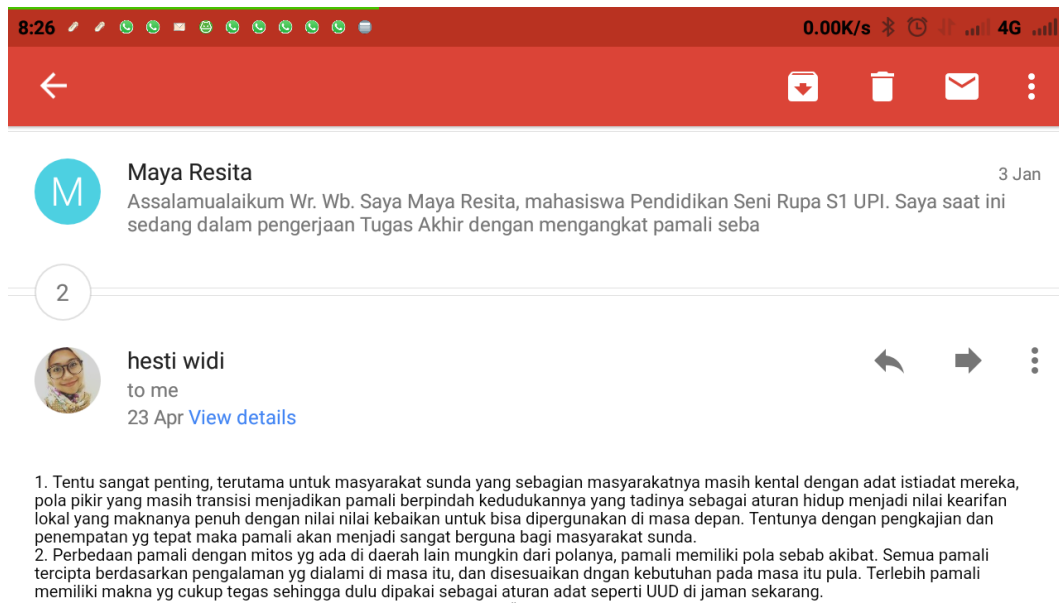 8:26
0.00K/s 4G
Maya Resita
3 Jan
Assalamualaikum Wr. Wb. Saya Maya Resita, mahasiswa Pendidikan Seni Rupa S1 UPI. Saya saat ini
sedang dalam pengerjaan Tugas Akhir dengan mengangkat pamali seba
M
2
hesti widi
to me
23 Apr View details
1. Tentu sangat penting, terutama untuk masyarakat sunda yang sebagian masyarakatnya masih kental dengan adat istiadat mereka,
pola pikir yang masih transisi menjadikan pamali berpindah kedudukannya yang tadinya sebagai aturan hidup menjadi nilai kearifan
lokal yang maknanya penuh dengan nilai nilai kebaikan untuk bisa dipergunakan di masa depan. Tentunya dengan pengkajian dan
penempatan yg tepat maka pamali akan menjadi sangat berguna bagi masyarakat sunda.
2. Perbedaan pamali dengan mitos yg ada di daerah lain mungkin dari polanya, pamali memiliki pola sebab akibat. Semua pamali
tercipta berdasarkan pengalaman yg dialami di masa itu, dan disesuaikan dngan kebutuhan pada masa itu pula. Terlebih pamali
memiliki makna yg cukup tegas sehingga dulu dipakai sebagai aturan adat seperti UUD di jaman sekarang.